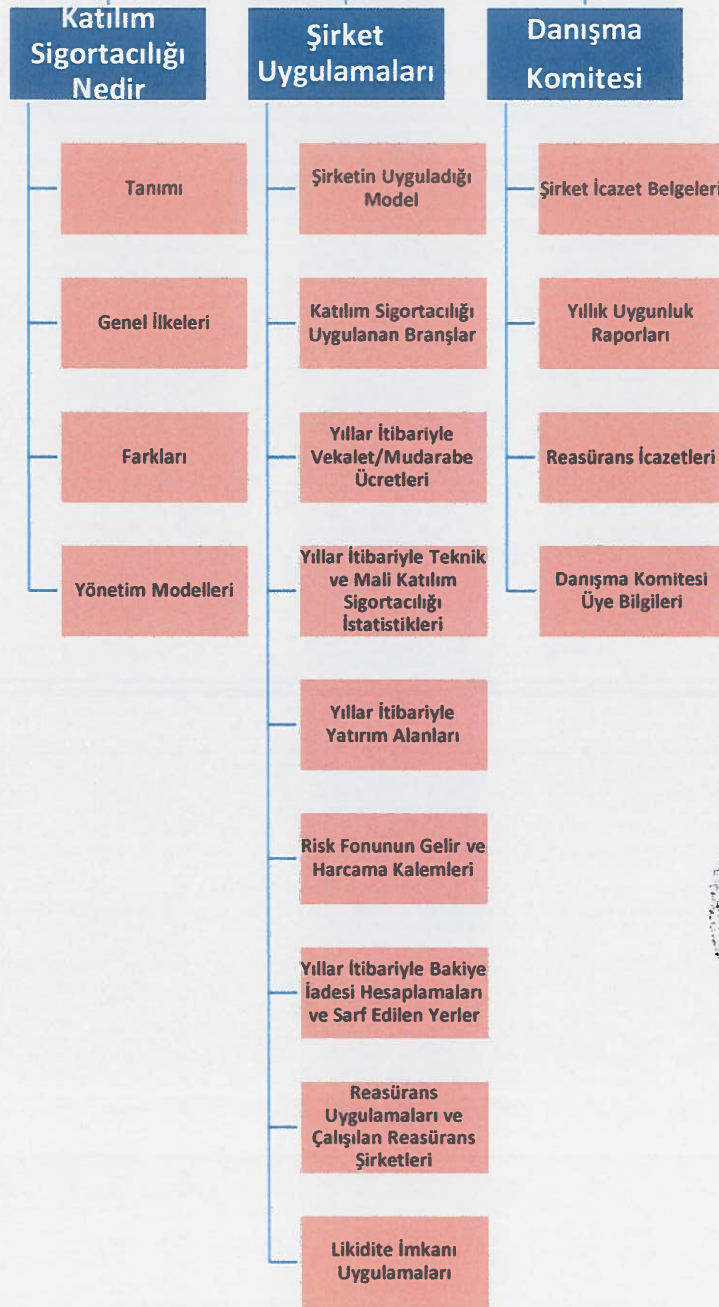 Katılım
Sigortacılığı
Nedir
Tanımı
Genel İlkeleri
Farkları
Yönetim Modelleri
Şirket
Uygulamaları
Şirketin Uyguladığı
Model
Katılım Sigortacılığı
Uygulanan Branşlar
Yıllar İtibariyle
Vekalet/Mudarabe
Ücretleri
Yıllar İtibariyle Teknik
ve Mali Katılım
Sigortacılığı
İstatistikleri
Yıllar İtibariyle
Yatırım Alanları
Risk Fonunun Gelir ve
Harcama Kalemleri
Yıllar İtibariyle Bakiye
İadesi Hesaplamaları
ve Sarf Edilen Yerler
Reasürans
Uygulamaları ve
Çalışılan Reasürans
Şirketleri
Likidite İmkanı
Uygulamaları
Danışma
Komitesi
Şirket İcazet Belgeleri
Yıllık Uygunluk
Raporları
Reasürans İcazetleri
Danışma Komitesi
Üye Bilgileri